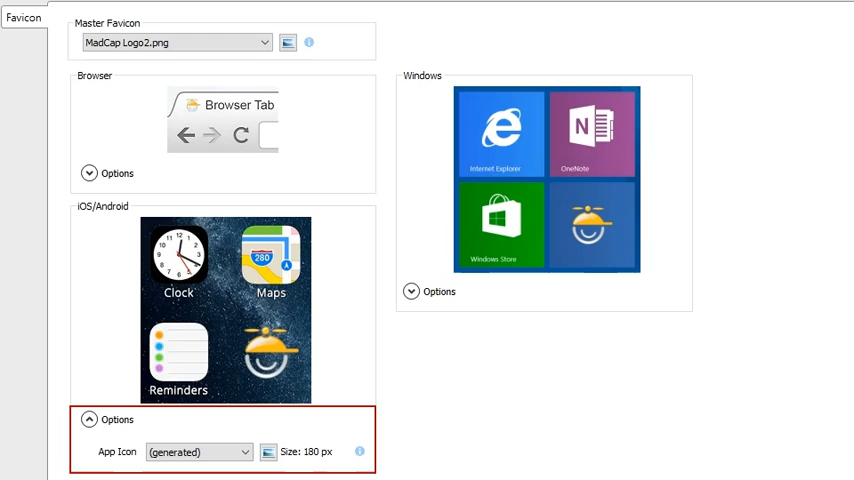 Favicon
Master Favicon
MadCap Logo2.png
Browser
Browser Tab
Options
iOS/Android
Clock
280
Maps
Reminders
Options
App Icon (generated) Size: 180 px
Windows
Internet Explorer
N
OneNote
Windows Store
Options